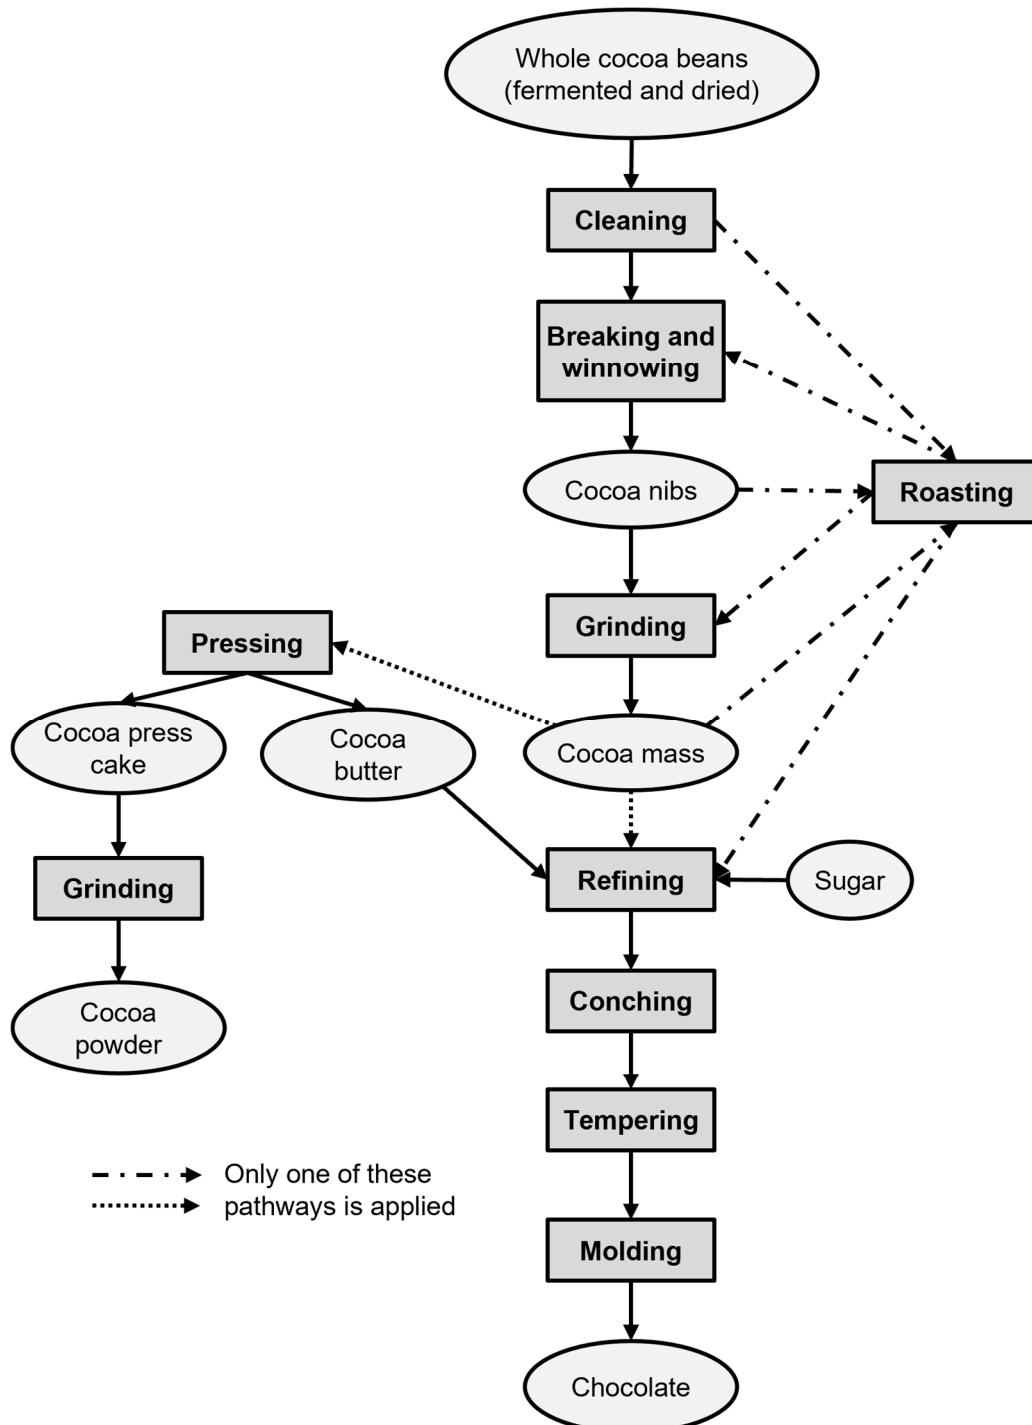 Whole cocoa beans
(fermented and dried)
Cleaning
Breaking and
winnowing
Cocoa nibs
Roasting
Grinding
Pressing
Cocoa press
cake
Cocoa
butter
Cocoa mass
Grinding
Refining
Sugar
Cocoa
powder
Conching
Tempering
Only one of these
pathways is applied
Molding
Chocolate